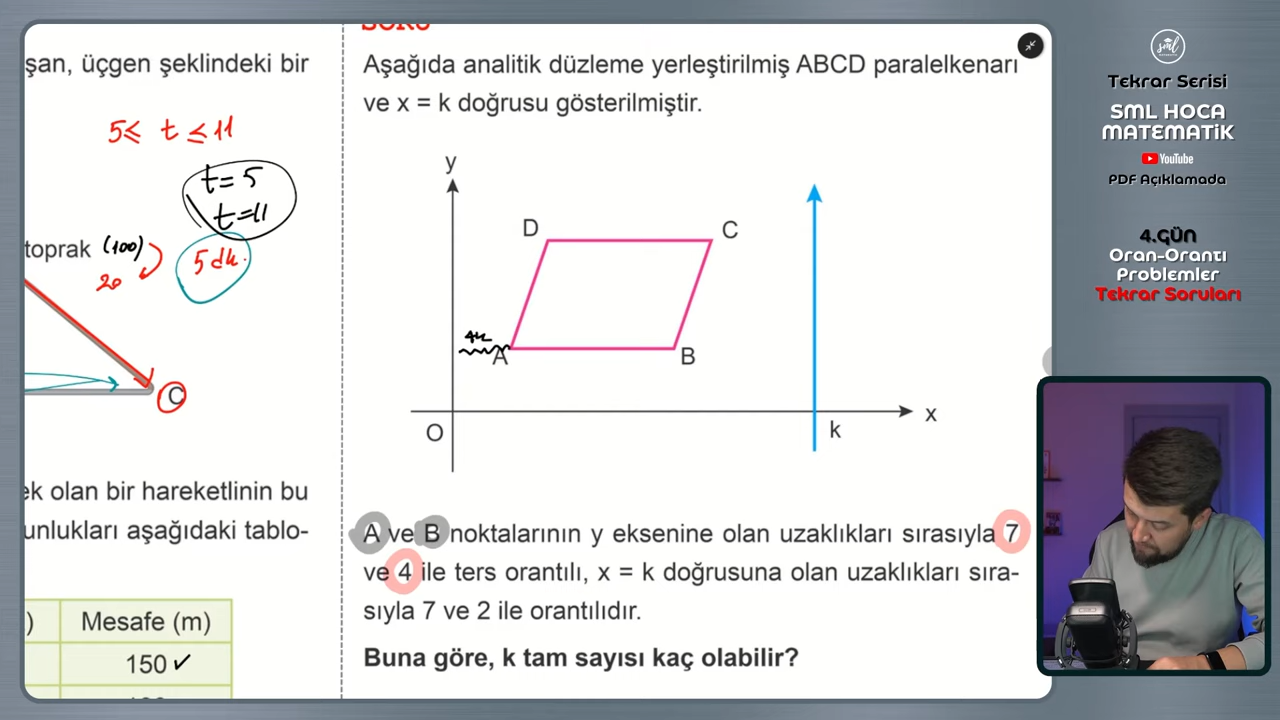 şan, üçgen şeklindeki bir
5≤ t ≤11
t=5
t=11
toprak (100)
20
5 dk.
C
ek olan bir hareketlinin bu
unlukları aşağıdaki tablo-
) Mesafe (m)
150 ✓
SORU
Aşağıda analitik düzleme yerleştirilmiş ABCD paralelkenarı
ve x = k doğrusu gösterilmiştir.
y
D C
4k
A B
O k x
A ve B noktalarının y eksenine olan uzaklıkları sırasıyla 7
ve 4 ile ters orantılı, x = k doğrusuna olan uzaklıkları sıra-
sıyla 7 ve 2 ile orantılıdır.
Buna göre, k tam sayısı kaç olabilir?
sml
Tekrar Serisi
SML HOCA
MATEMATİK
YouTube
PDF Açıklamada
4.GÜN
Oran-Orantı
Problemler
Tekrar Soruları